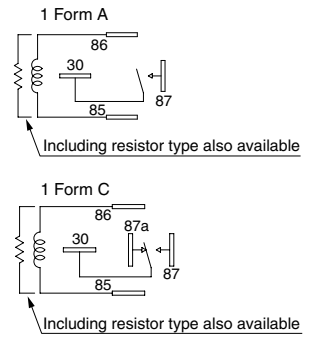 1 Form A
86
30
85
87
Including resistor type also available
1 Form C
86
87a
30
85
87
Including resistor type also available